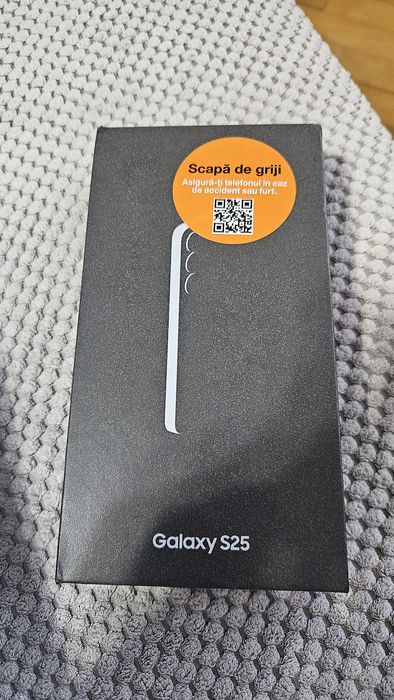 Scapă de griji
Asigură-ți telefonul în caz
de accident sau furt.
Galaxy S25